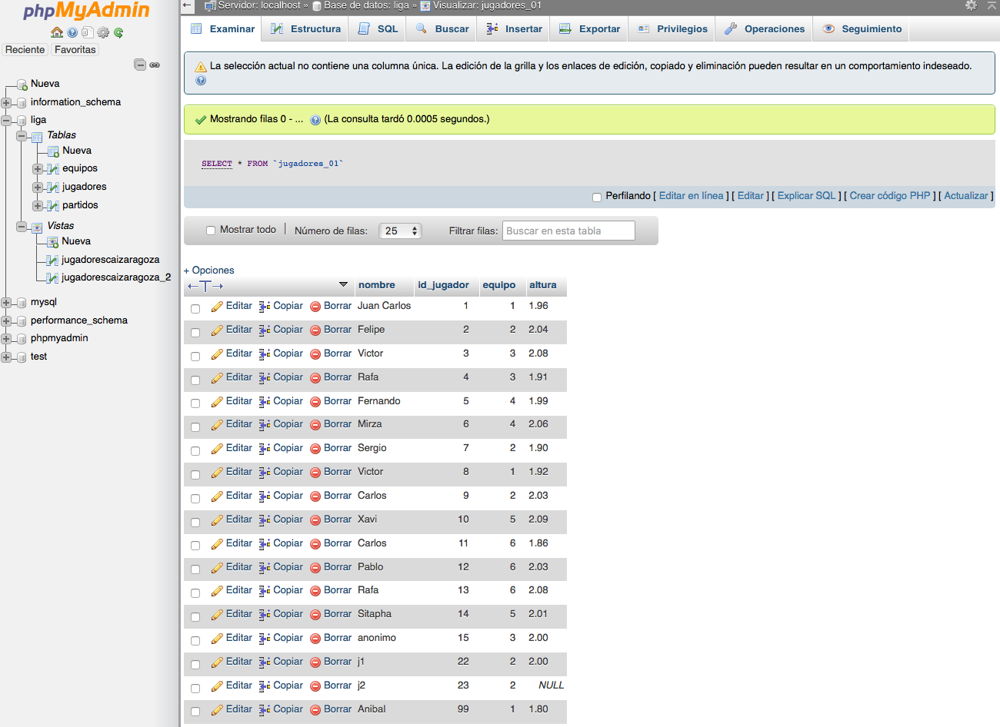 phpMyAdmin
Reciente Favoritas
Nueva
information_schema
liga
Tablas
Nueva
equipos
jugadores
partidos
Vistas
Nueva
jugadorescaizaragoza
jugadorescaizaragoza_2
mysql
performance_schema
phpmyadmin
test
Servidor: localhost » Base de datos: liga » Visualizar: jugadores_01
Examinar Estructura SQL Buscar Insertar Exportar Privilegios Operaciones Seguimiento
La selección actual no contiene una columna única. La edición de la grilla y los enlaces de edición, copiado y eliminación pueden resultar en un comportamiento indeseado.
Mostrando filas 0 - ... (La consulta tardó 0.0005 segundos.)
SELECT * FROM `jugadores_01`
Perfilando [ Editar en línea ] [ Editar ] [ Explicar SQL ] [ Crear código PHP ] [ Actualizar ]
Mostrar todo | Número de filas: 25 Filtrar filas: Buscar en esta tabla
+ Opciones
←T→ nombre id_jugador equipo altura
Editar Copiar Borrar Juan Carlos 1 1 1.96
Editar Copiar Borrar Felipe 2 2 2.04
Editar Copiar Borrar Victor 3 3 2.08
Editar Copiar Borrar Rafa 4 3 1.91
Editar Copiar Borrar Fernando 5 4 1.99
Editar Copiar Borrar Mirza 6 4 2.06
Editar Copiar Borrar Sergio 7 2 1.90
Editar Copiar Borrar Victor 8 1 1.92
Editar Copiar Borrar Carlos 9 2 2.03
Editar Copiar Borrar Xavi 10 5 2.09
Editar Copiar Borrar Carlos 11 6 1.86
Editar Copiar Borrar Pablo 12 6 2.03
Editar Copiar Borrar Rafa 13 6 2.08
Editar Copiar Borrar Sitapha 14 5 2.01
Editar Copiar Borrar anonimo 15 3 2.00
Editar Copiar Borrar j1 22 2 2.00
Editar Copiar Borrar j2 23 2 NULL
Editar Copiar Borrar Anibal 99 1 1.80